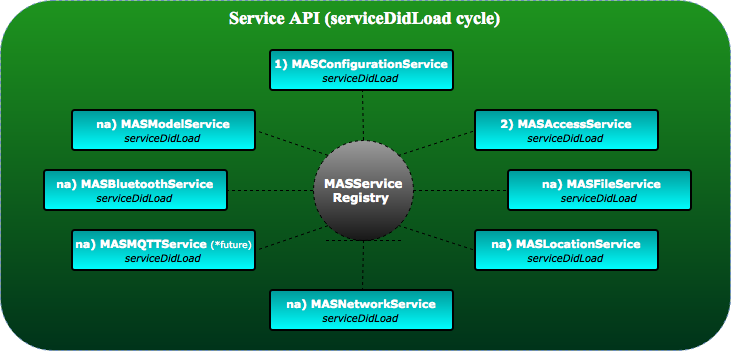 Service API (serviceDidLoad cycle)
1) MASConfigurationService
serviceDidLoad
na) MASModelService
serviceDidLoad
2) MASAccessService
serviceDidLoad
na) MASBluetoothService
serviceDidLoad
MASService
Registry
na) MASFileService
serviceDidLoad
na) MASMQTTService (*future)
serviceDidLoad
na) MASLocationService
serviceDidLoad
na) MASNetworkService
serviceDidLoad